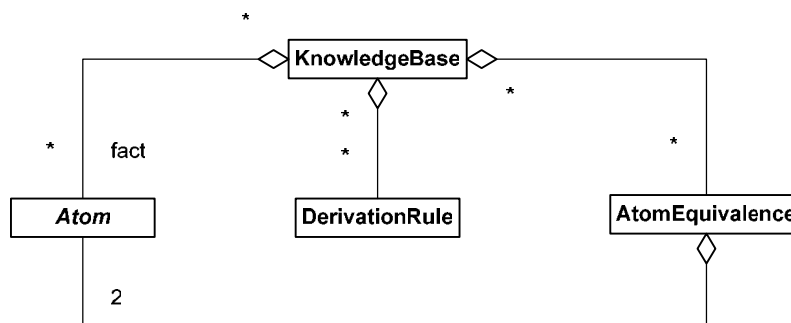 *
KnowledgeBase
*
*
* fact
*
*
Atom
DerivationRule
AtomEquivalence
2